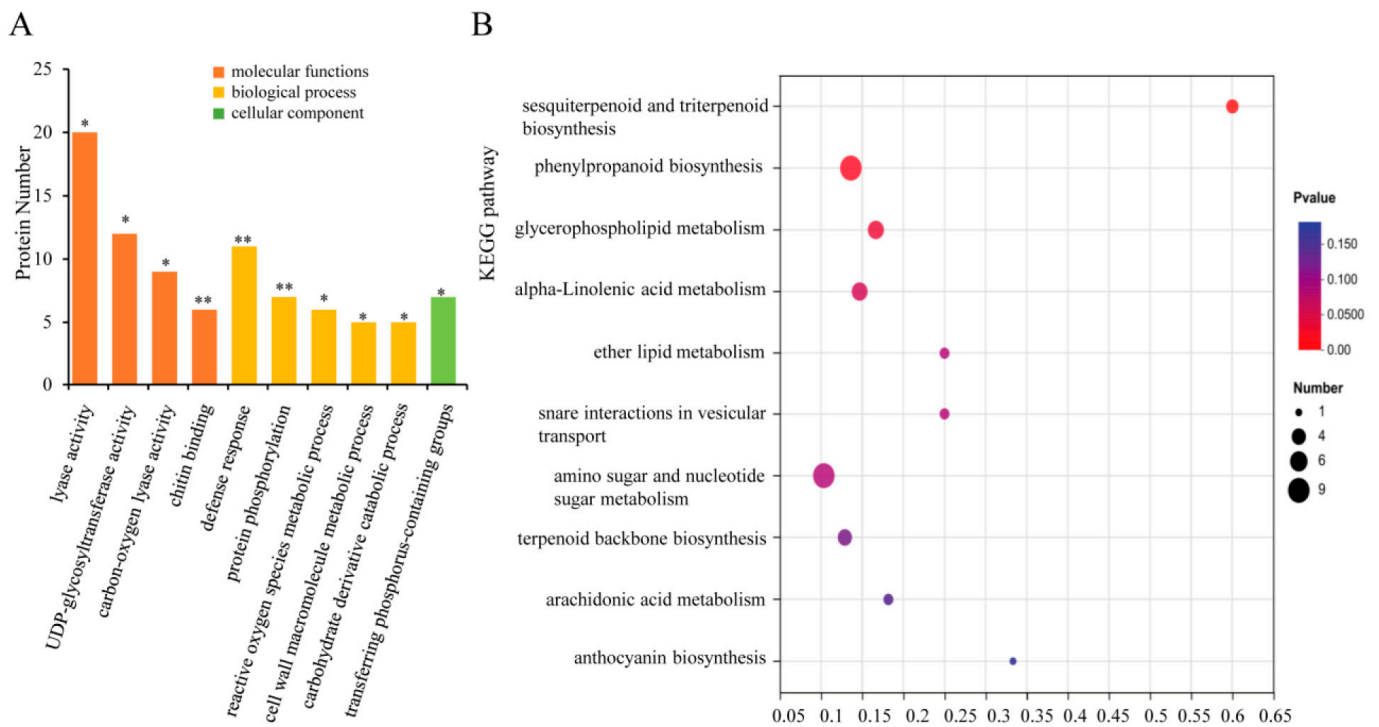 A
25
20
15
10
5
0
Protein Number
molecular functions
biological process
cellular component
*
*
*
**
**
**
*
*
*
*
lyase activity
UDP-glycosyltransferase activity
carbon-oxygen lyase activity
chitin binding
defense response
protein phosphorylation
reactive oxygen species metabolic process
cell wall macromolecule metabolic process
carbohydrate derivative catabolic process
transferring phosphorus-containing groups
B
KEGG pathway
sesquiterpenoid and triterpenoid
biosynthesis
phenylpropanoid biosynthesis
glycerophospholipid metabolism
alpha-Linolenic acid metabolism
ether lipid metabolism
snare interactions in vesicular
transport
amino sugar and nucleotide
sugar metabolism
terpenoid backbone biosynthesis
arachidonic acid metabolism
anthocyanin biosynthesis
0.05 0.1 0.15 0.2 0.25 0.3 0.35 0.4 0.45 0.5 0.55 0.6 0.65
Pvalue
0.150
0.100
0.0500
0.00
Number
1
4
6
9